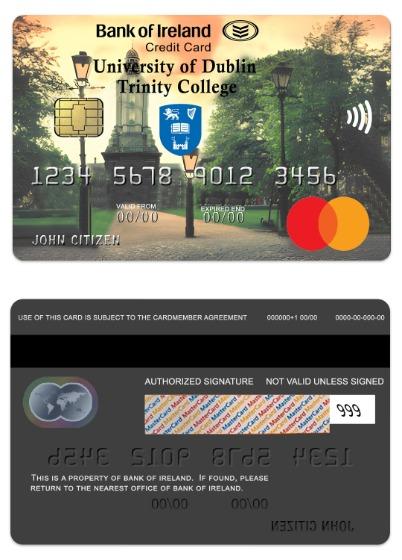 Bank of Ireland
Credit Card
University of Dublin
Trinity College
1234 5678 9012 3456
VALID FROM EXPIRED END
00/00 00/00
JOHN CITIZEN
USE OF THIS CARD IS SUBJECT TO THE CARDMEMBER AGREEMENT 000000+1 00/00 0000-00-000-00
AUTHORIZED SIGNATURE NOT VALID UNLESS SIGNED
MasterCard MasterCard MasterCard MasterCard
999
1234 5678 9012 3456
THIS IS A PROPERTY OF BANK OF IRELAND. IF FOUND, PLEASE
RETURN TO THE NEAREST OFFICE OF BANK OF IRELAND.
00/00 00/00
JOHN CITIZEN